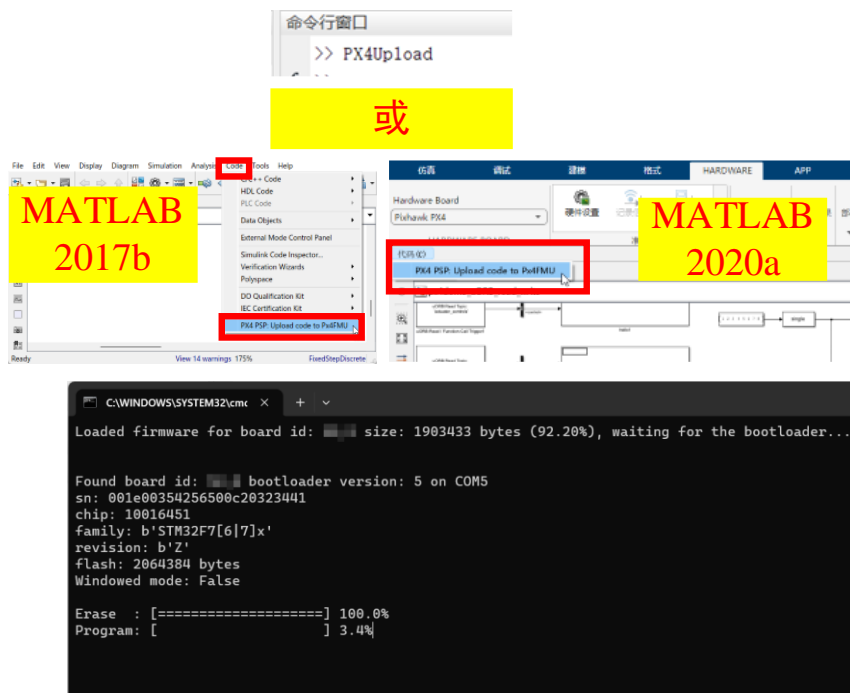 命令行窗口
>> PX4Upload
>>
或
File Edit View Display Diagram Simulation Analysis Code Tools Help
C/C++ Code
HDL Code
PLC Code
Data Objects
External Mode Control Panel
Simulink Code Inspector...
Verification Wizards
Polyspace
DO Qualification Kit
IEC Certification Kit
PX4 PSP: Upload code to Px4FMU
MATLAB
2017b
Ready View 14 warnings 175% FixedStepDiscrete
仿真 调试 建模 格式 HARDWARE APP
Hardware Board
Pixhawk PX4
硬件设置
HARDWARE BOARD
代码(C)
PX4 PSP: Upload code to Px4FMU
MATLAB
2020a
C:\WINDOWS\SYSTEM32\cmc
Loaded firmware for board id: size: 1903433 bytes (92.20%), waiting for the bootloader...
Found board id: bootloader version: 5 on COM5
sn: 001e00354256500c20323441
chip: 10016451
family: b'STM32F7[6|7]x'
revision: b'Z'
flash: 2064384 bytes
Windowed mode: False
Erase : [====================] 100.0%
Program: [ ] 3.4%